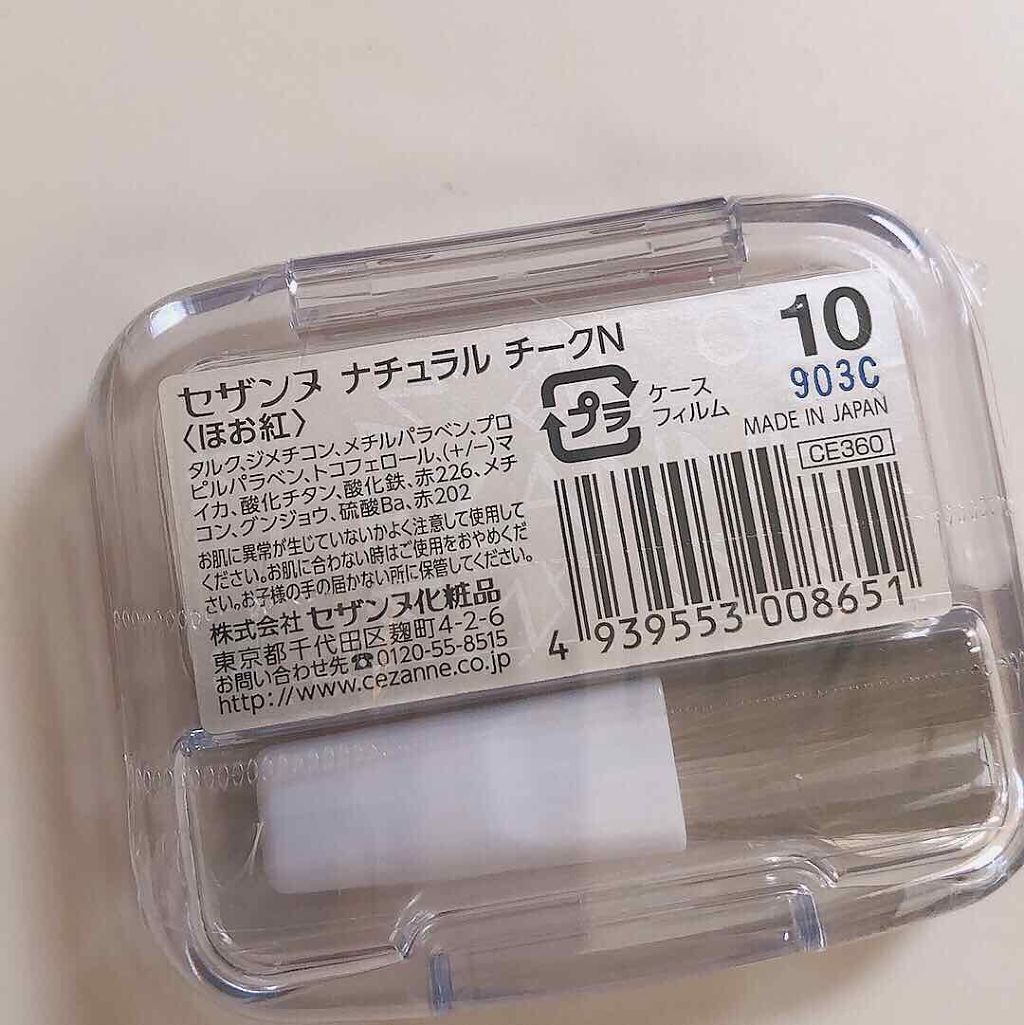 セザンヌ ナチュラル チークN
〈ほお紅〉
タルク、ジメチコン、メチルパラベン、プロ
ピルパラベン、トコフェロール、(+/−)マ
イカ、酸化チタン、酸化鉄、赤226、メチ
コン、グンジョウ、硫酸Ba、赤202
お肌に異常が生じていないかよく注意して使用して
ください。お肌に合わない時はご使用をおやめくだ
さい。お子様の手の届かない所に保管してください。
株式会社 セザンヌ化粧品
東京都千代田区麹町4-2-6
お問い合わせ先☎0120-55-8515
http://www.cezanne.co.jp
プラ
ケース
フィルム
10
903C
MADE IN JAPAN
CE360
4 939553 008651